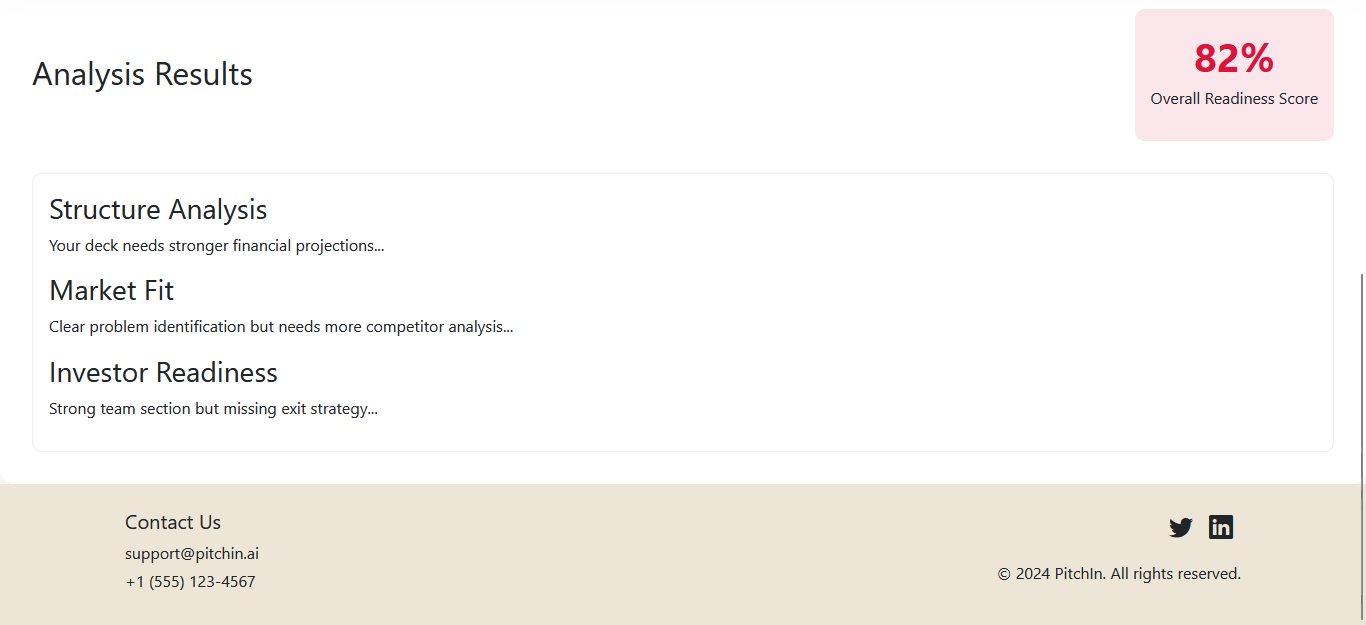 Analysis Results
82%
Overall Readiness Score
Structure Analysis
Your deck needs stronger financial projections...
Market Fit
Clear problem identification but needs more competitor analysis...
Investor Readiness
Strong team section but missing exit strategy...
Contact Us
support@pitchin.ai
+1 (555) 123-4567
in
© 2024 PitchIn. All rights reserved.